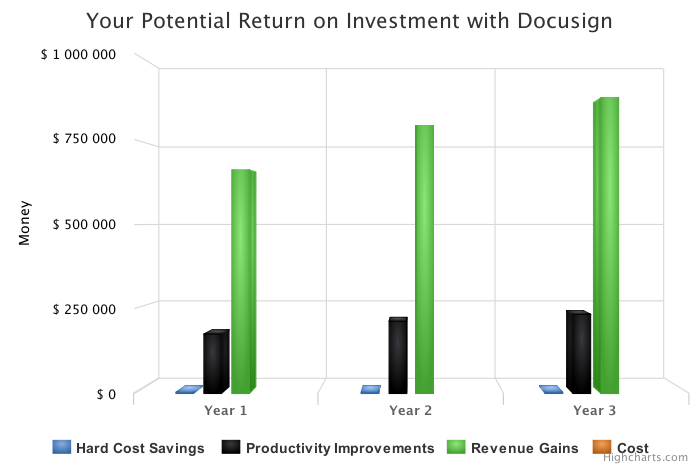 Your Potential Return on Investment with Docusign
$ 1 000 000
$ 750 000
$ 500 000
$ 250 000
$ 0
Money
Year 1
Year 2
Year 3
Hard Cost Savings
Productivity Improvements
Revenue Gains
Cost
Highcharts.com